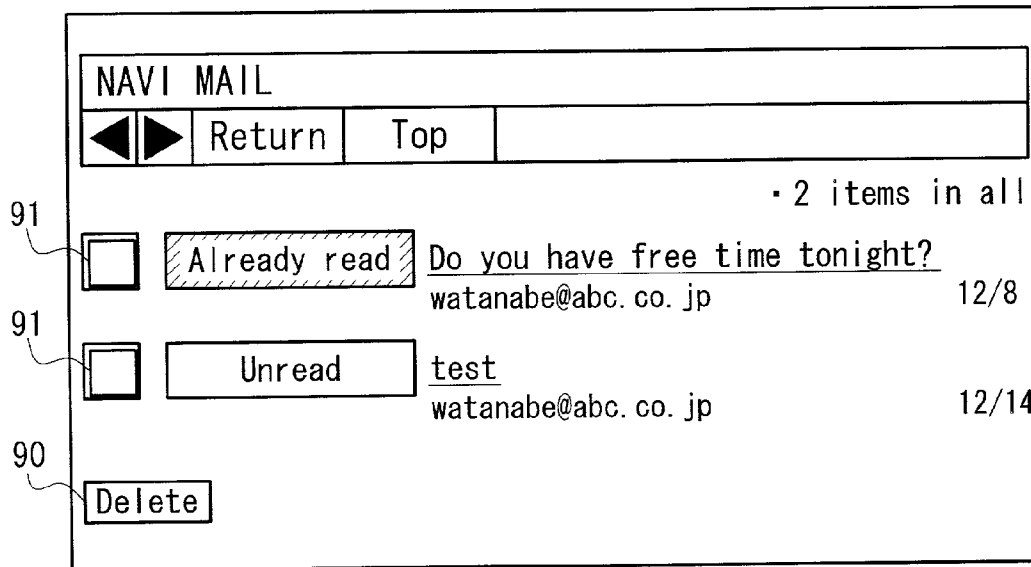 NAVI MAIL
Return Top
・2 items in all
91 Already read Do you have free time tonight?
watanabe@abc.co.jp 12/8
91 Unread test
watanabe@abc.co.jp 12/14
90
Delete